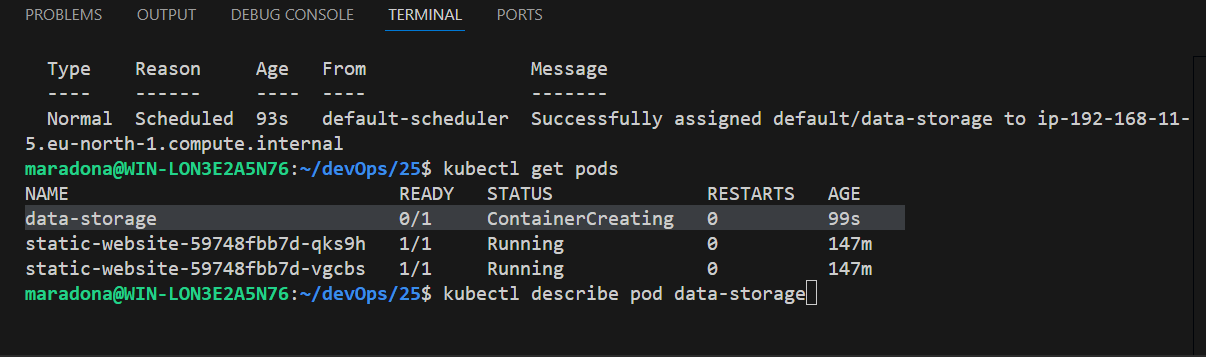 PROBLEMS OUTPUT DEBUG CONSOLE TERMINAL PORTS
Type Reason Age From Message
---- ------ ---- ---- -------
Normal Scheduled 93s default-scheduler Successfully assigned default/data-storage to ip-192-168-11-
5.eu-north-1.compute.internal
maradona@WIN-LON3E2A5N76:~/devOps/25$ kubectl get pods
NAME READY STATUS RESTARTS AGE
data-storage 0/1 ContainerCreating 0 99s
static-website-59748fbb7d-qks9h 1/1 Running 0 147m
static-website-59748fbb7d-vgcbs 1/1 Running 0 147m
maradona@WIN-LON3E2A5N76:~/devOps/25$ kubectl describe pod data-storage